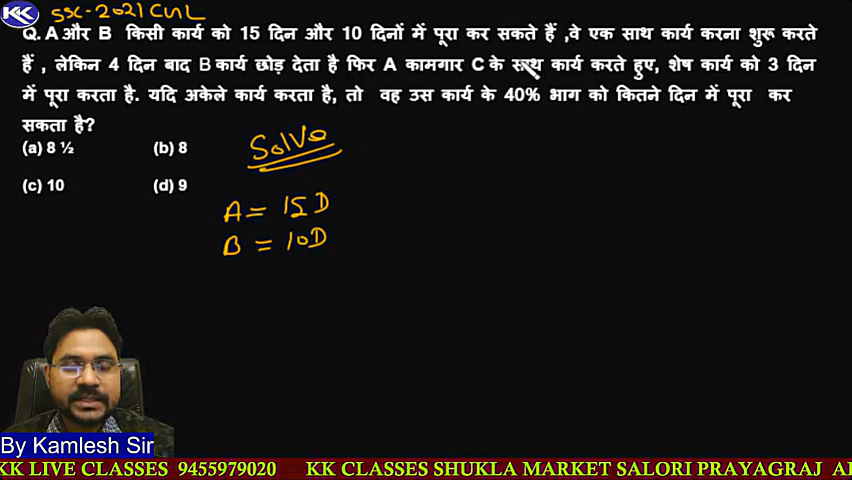 KK SSC-2021 CHSL
Q. A और B किसी कार्य को 15 दिन और 10 दिनों में पूरा कर सकते हैं ,वे एक साथ कार्य करना शुरू करते
हैं , लेकिन 4 दिन बाद B कार्य छोड़ देता है फिर A कामगार C के साथ कार्य करते हुए, शेष कार्य को 3 दिन
में पूरा करता है. यदि अकेले कार्य करता है, तो वह उस कार्य के 40% भाग को कितने दिन में पूरा कर
सकता है?
(a) 8 ½ (b) 8
Solve
(c) 10 (d) 9
A = 15D
B = 10D
By Kamlesh Sir
KK LIVE CLASSES 9455979020 KK CLASSES SHUKLA MARKET SALORI PRAYAGRAJ